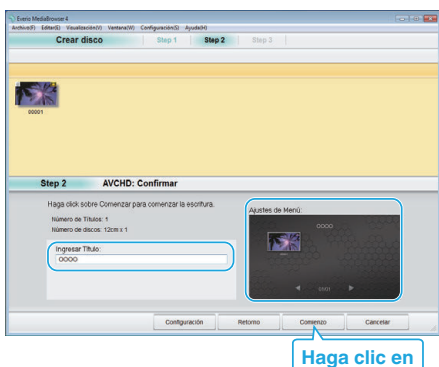 Everio MediaBrowser 4
Archivo(F) Editar(E) Visualización(V) Ventana(W) Configuración(S) Ayuda(H)
Crear disco Step 1 Step 2 Step 3
00001
Step 2 AVCHD: Confirmar
Haga click sobre Comenzar para comenzar la escritura.
Número de Títulos: 1
Número de discos: 12cm x 1
Ingresar Título:
OOOO
Ajustes de Menú:
OOOO
01/01
Configuración Retorno Comienzo Cancelar
Haga clic en